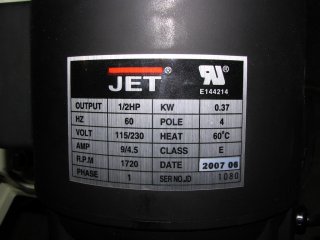 JET ®
RU ®
E144214
OUTPUT 1/2HP KW 0.37
HZ 60 POLE 4
VOLT 115/230 HEAT 60°C
AMP 9/4.5 CLASS E
R.P.M 1720 DATE 2007 06
PHASE 1 SER NO.JD 1080